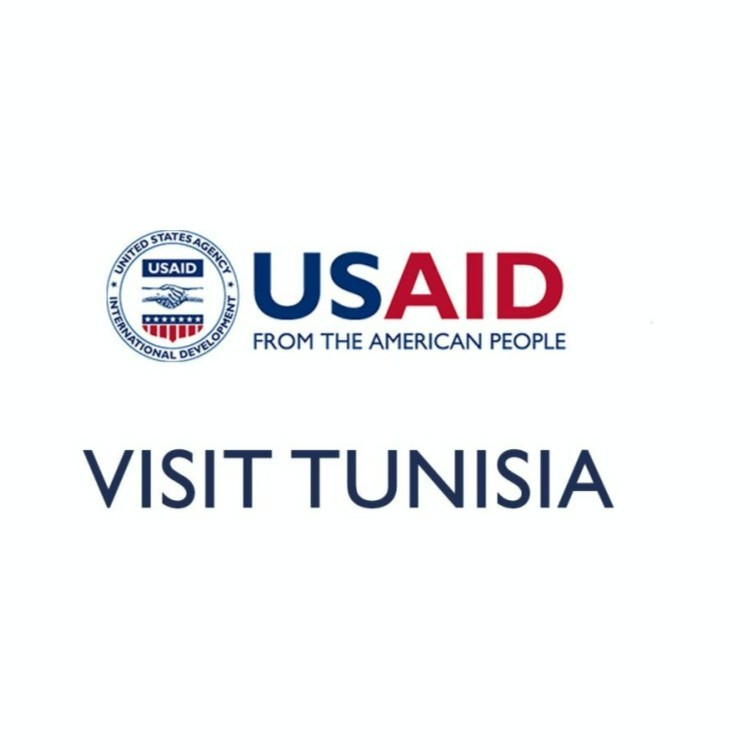 UNITED STATES AGENCY
USAID
INTERNATIONAL DEVELOPMENT
USAID
FROM THE AMERICAN PEOPLE
VISIT TUNISIA